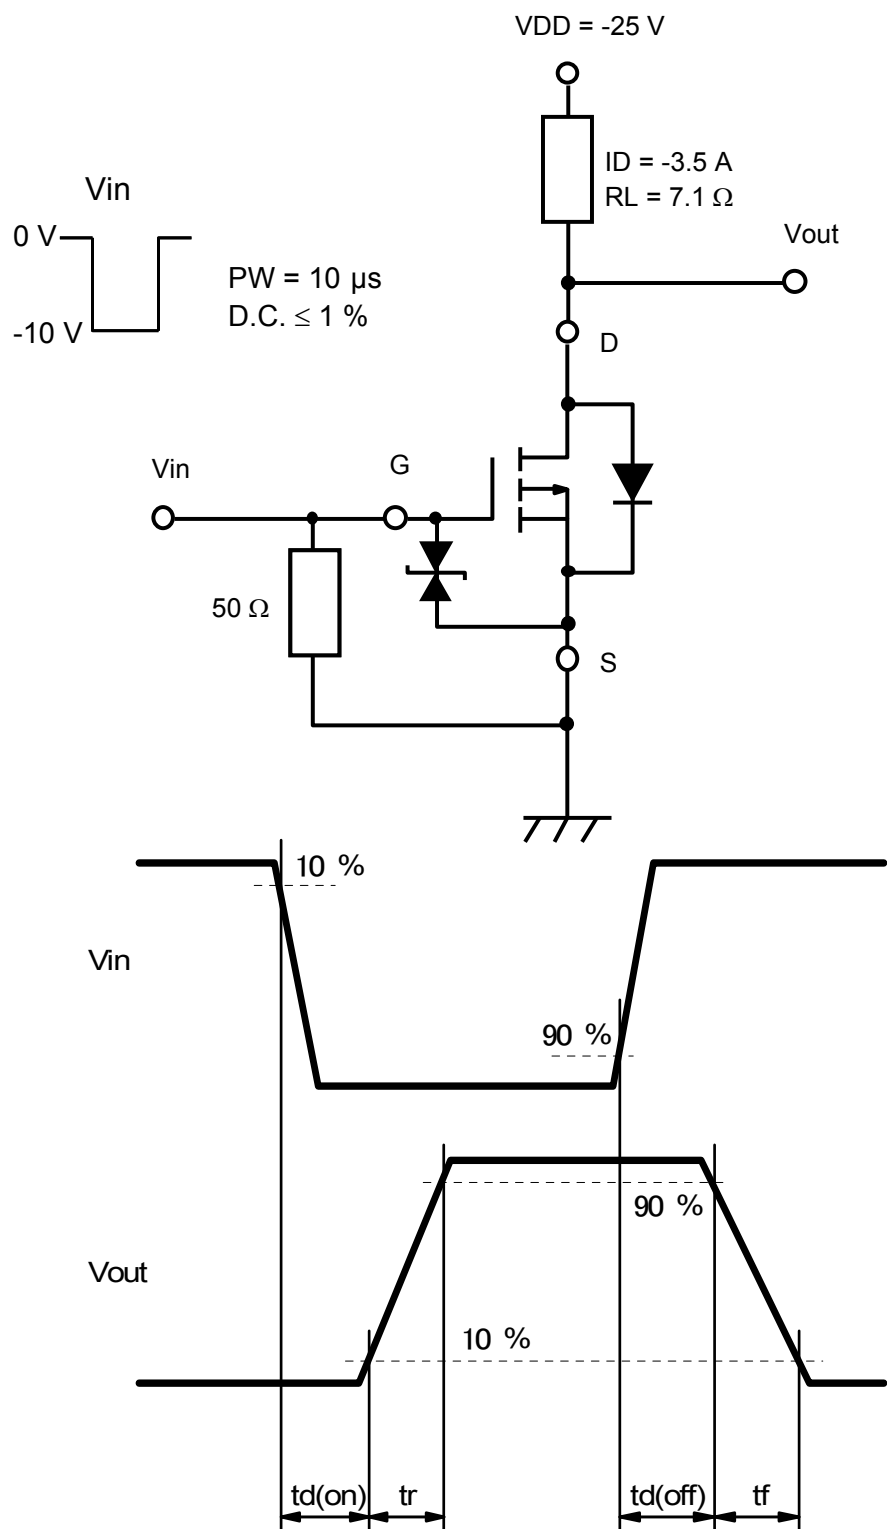 VDD = -25 V
ID = -3.5 A
RL = 7.1 Ω
Vin
0 V
-10 V
PW = 10 µs
D.C. ≤ 1 %
Vout
D
Vin
G
50 Ω
S
10 %
Vin
90 %
90 %
Vout
10 %
td(on)
tr
td(off)
tf